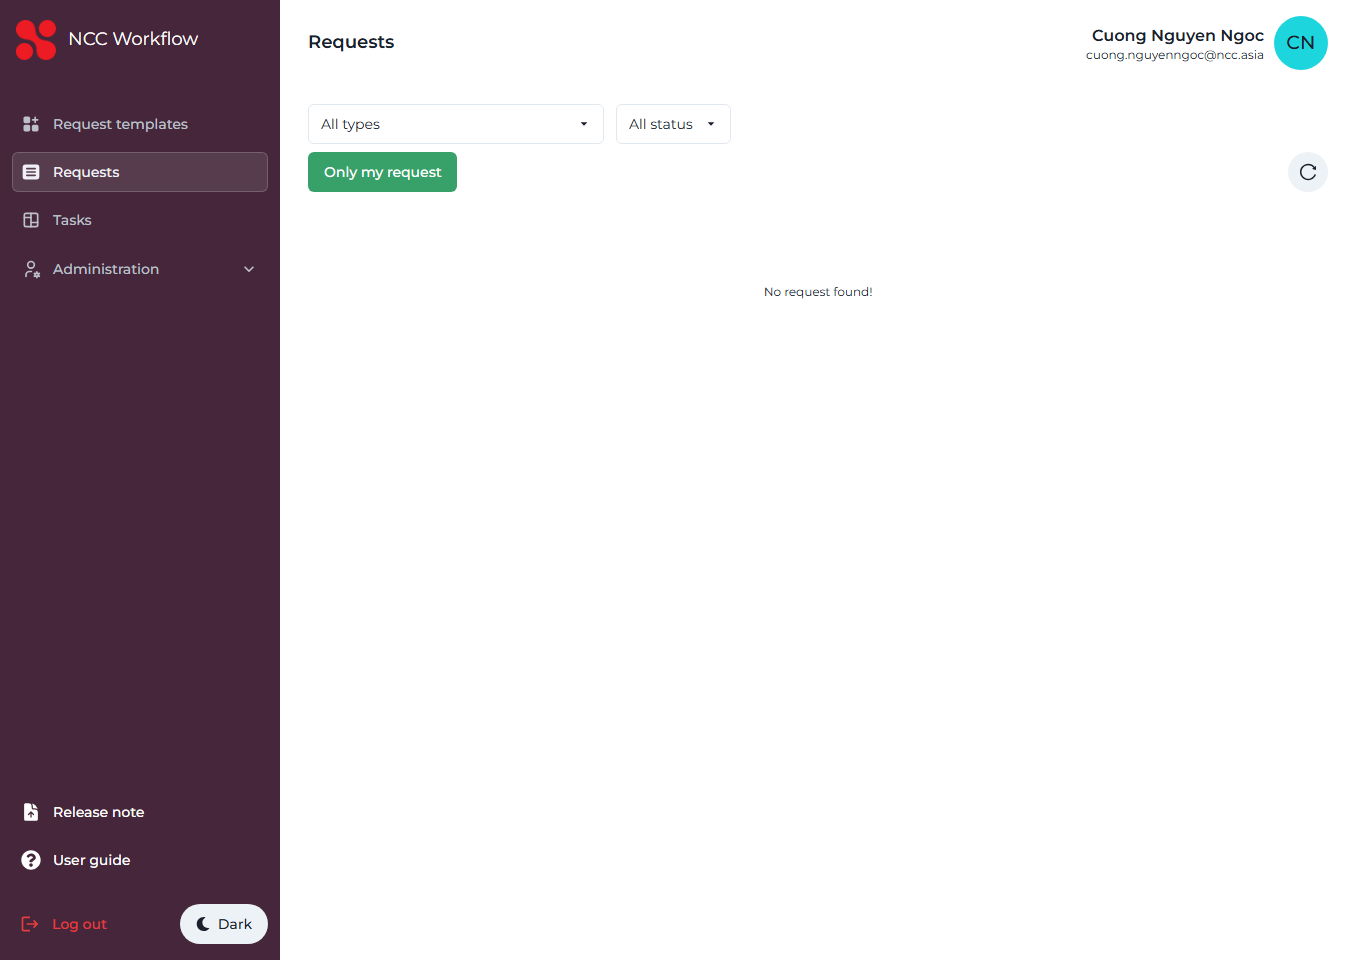 NCC Workflow
Request templates
Requests
Tasks
Administration
Release note
User guide
Log out
Dark
Requests
Cuong Nguyen Ngoc
cuong.nguyenngoc@ncc.asia
CN
All types
All status
Only my request
No request found!